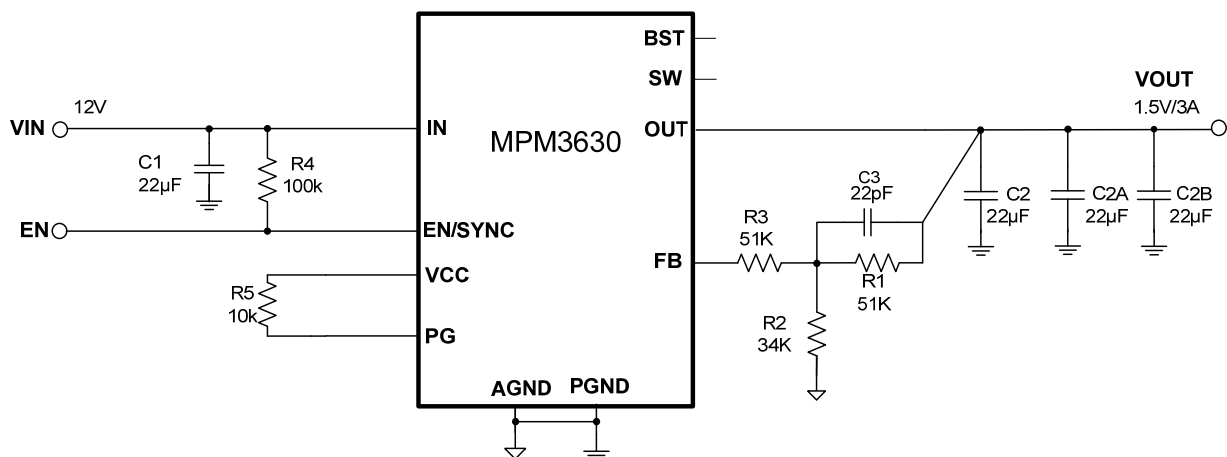 BST
SW
VOUT
12V
1.5V/3A
VIN
IN
MPM3630
OUT
C1
22µF
R4
100k
C3
22pF
C2
22µF
C2A
22µF
C2B
22µF
EN
EN/SYNC
R3
51K
FB
VCC
R1
51K
R5
10k
R2
34K
PG
AGND
PGND